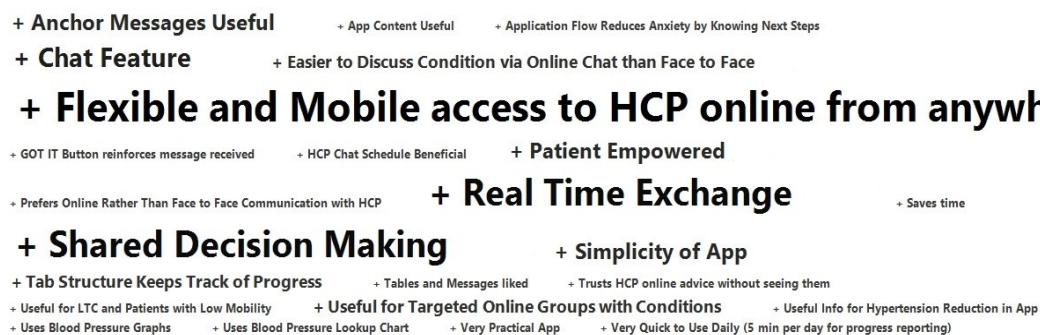 + Anchor Messages Useful + App Content Useful + Application Flow Reduces Anxiety by Knowing Next Steps
+ Chat Feature + Easier to Discuss Condition via Online Chat than Face to Face
+ Flexible and Mobile access to HCP online from anywh
+ GOT IT Button reinforces message received + HCP Chat Schedule Beneficial + Patient Empowered
+ Prefers Online Rather Than Face to Face Communication with HCP + Real Time Exchange + Saves time
+ Shared Decision Making + Simplicity of App
+ Tab Structure Keeps Track of Progress + Tables and Messages liked + Trusts HCP online advice without seeing them
+ Useful for LTC and Patients with Low Mobility + Useful for Targeted Online Groups with Conditions + Useful Info for Hypertension Reduction in App
+ Uses Blood Pressure Graphs + Uses Blood Pressure Lookup Chart + Very Practical App + Very Quick to Use Daily (5 min per day for progress reporting)